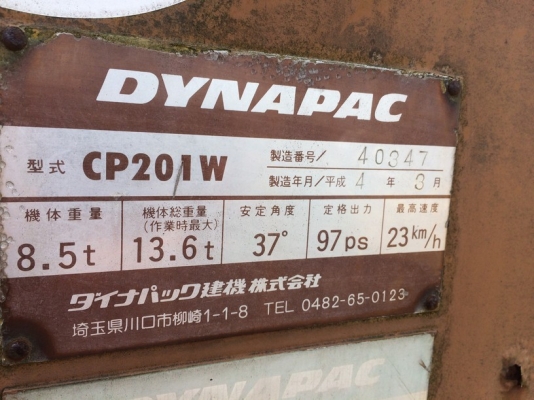 DYNAPAC
型式 CP201W
製造番号/ 40347
製造年月/平成 4 年 3 月
機体重量 機体総重量 (作業時最大) 安定角度 定格出力 最高速度
8.5t 13.6t 37° 97ps 23km/h
ダイナパック建機株式会社
埼玉県川口市柳崎1-1-8 TEL 0482-65-0123
DYNAPAC